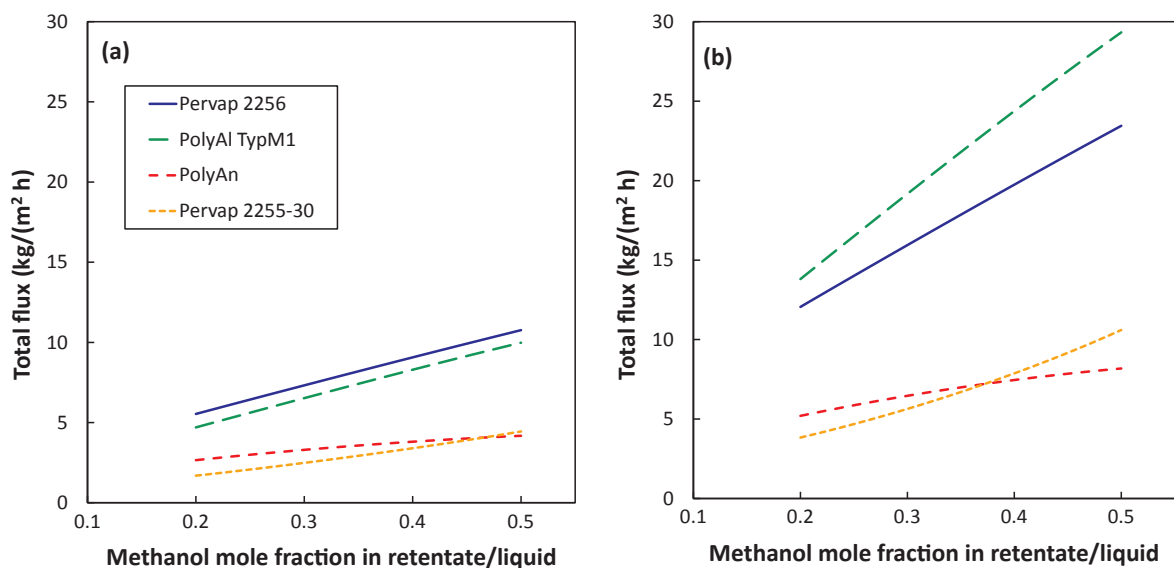 30
25
20
15
10
5
0
Total flux (kg/(m² h)
(a)
Pervap 2256
PolyAl TypM1
PolyAn
Pervap 2255-30
0.1 0.2 0.3 0.4 0.5
Methanol mole fraction in retentate/liquid
30
25
20
15
10
5
0
Total flux (kg/(m² h)
(b)
0.1 0.2 0.3 0.4 0.5
Methanol mole fraction in retentate/liquid